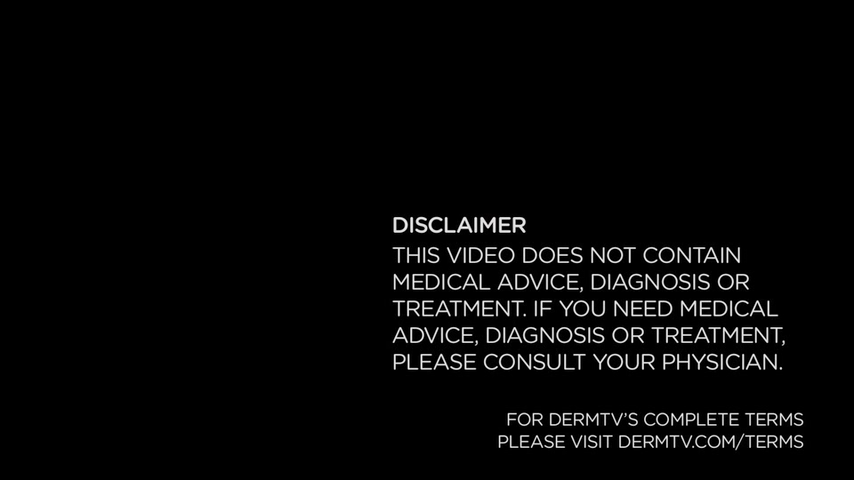 DISCLAIMER
THIS VIDEO DOES NOT CONTAIN
MEDICAL ADVICE, DIAGNOSIS OR
TREATMENT. IF YOU NEED MEDICAL
ADVICE, DIAGNOSIS OR TREATMENT,
PLEASE CONSULT YOUR PHYSICIAN.
FOR DERMTV'S COMPLETE TERMS
PLEASE VISIT DERMTV.COM/TERMS